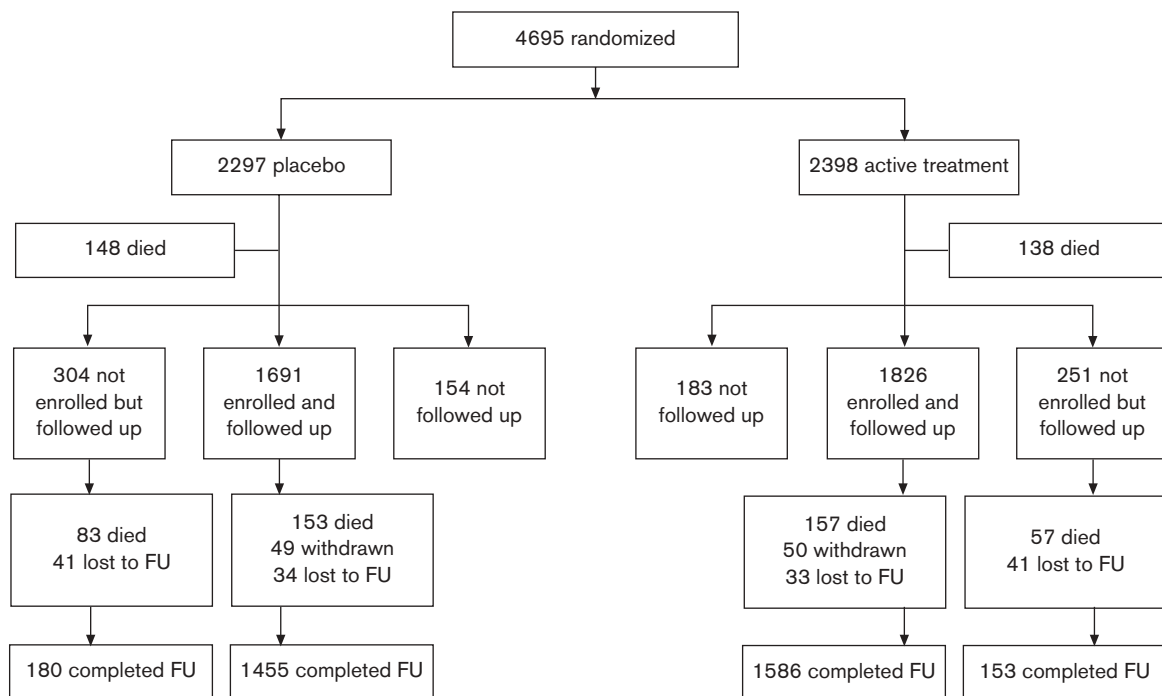 4695 randomized
2297 placebo
2398 active treatment
148 died
138 died
304 not
enrolled but
followed up
1691
enrolled and
followed up
154 not
followed up
183 not
followed up
1826
enrolled and
followed up
251 not
enrolled but
followed up
83 died
41 lost to FU
153 died
49 withdrawn
34 lost to FU
157 died
50 withdrawn
33 lost to FU
57 died
41 lost to FU
180 completed FU
1455 completed FU
1586 completed FU
153 completed FU